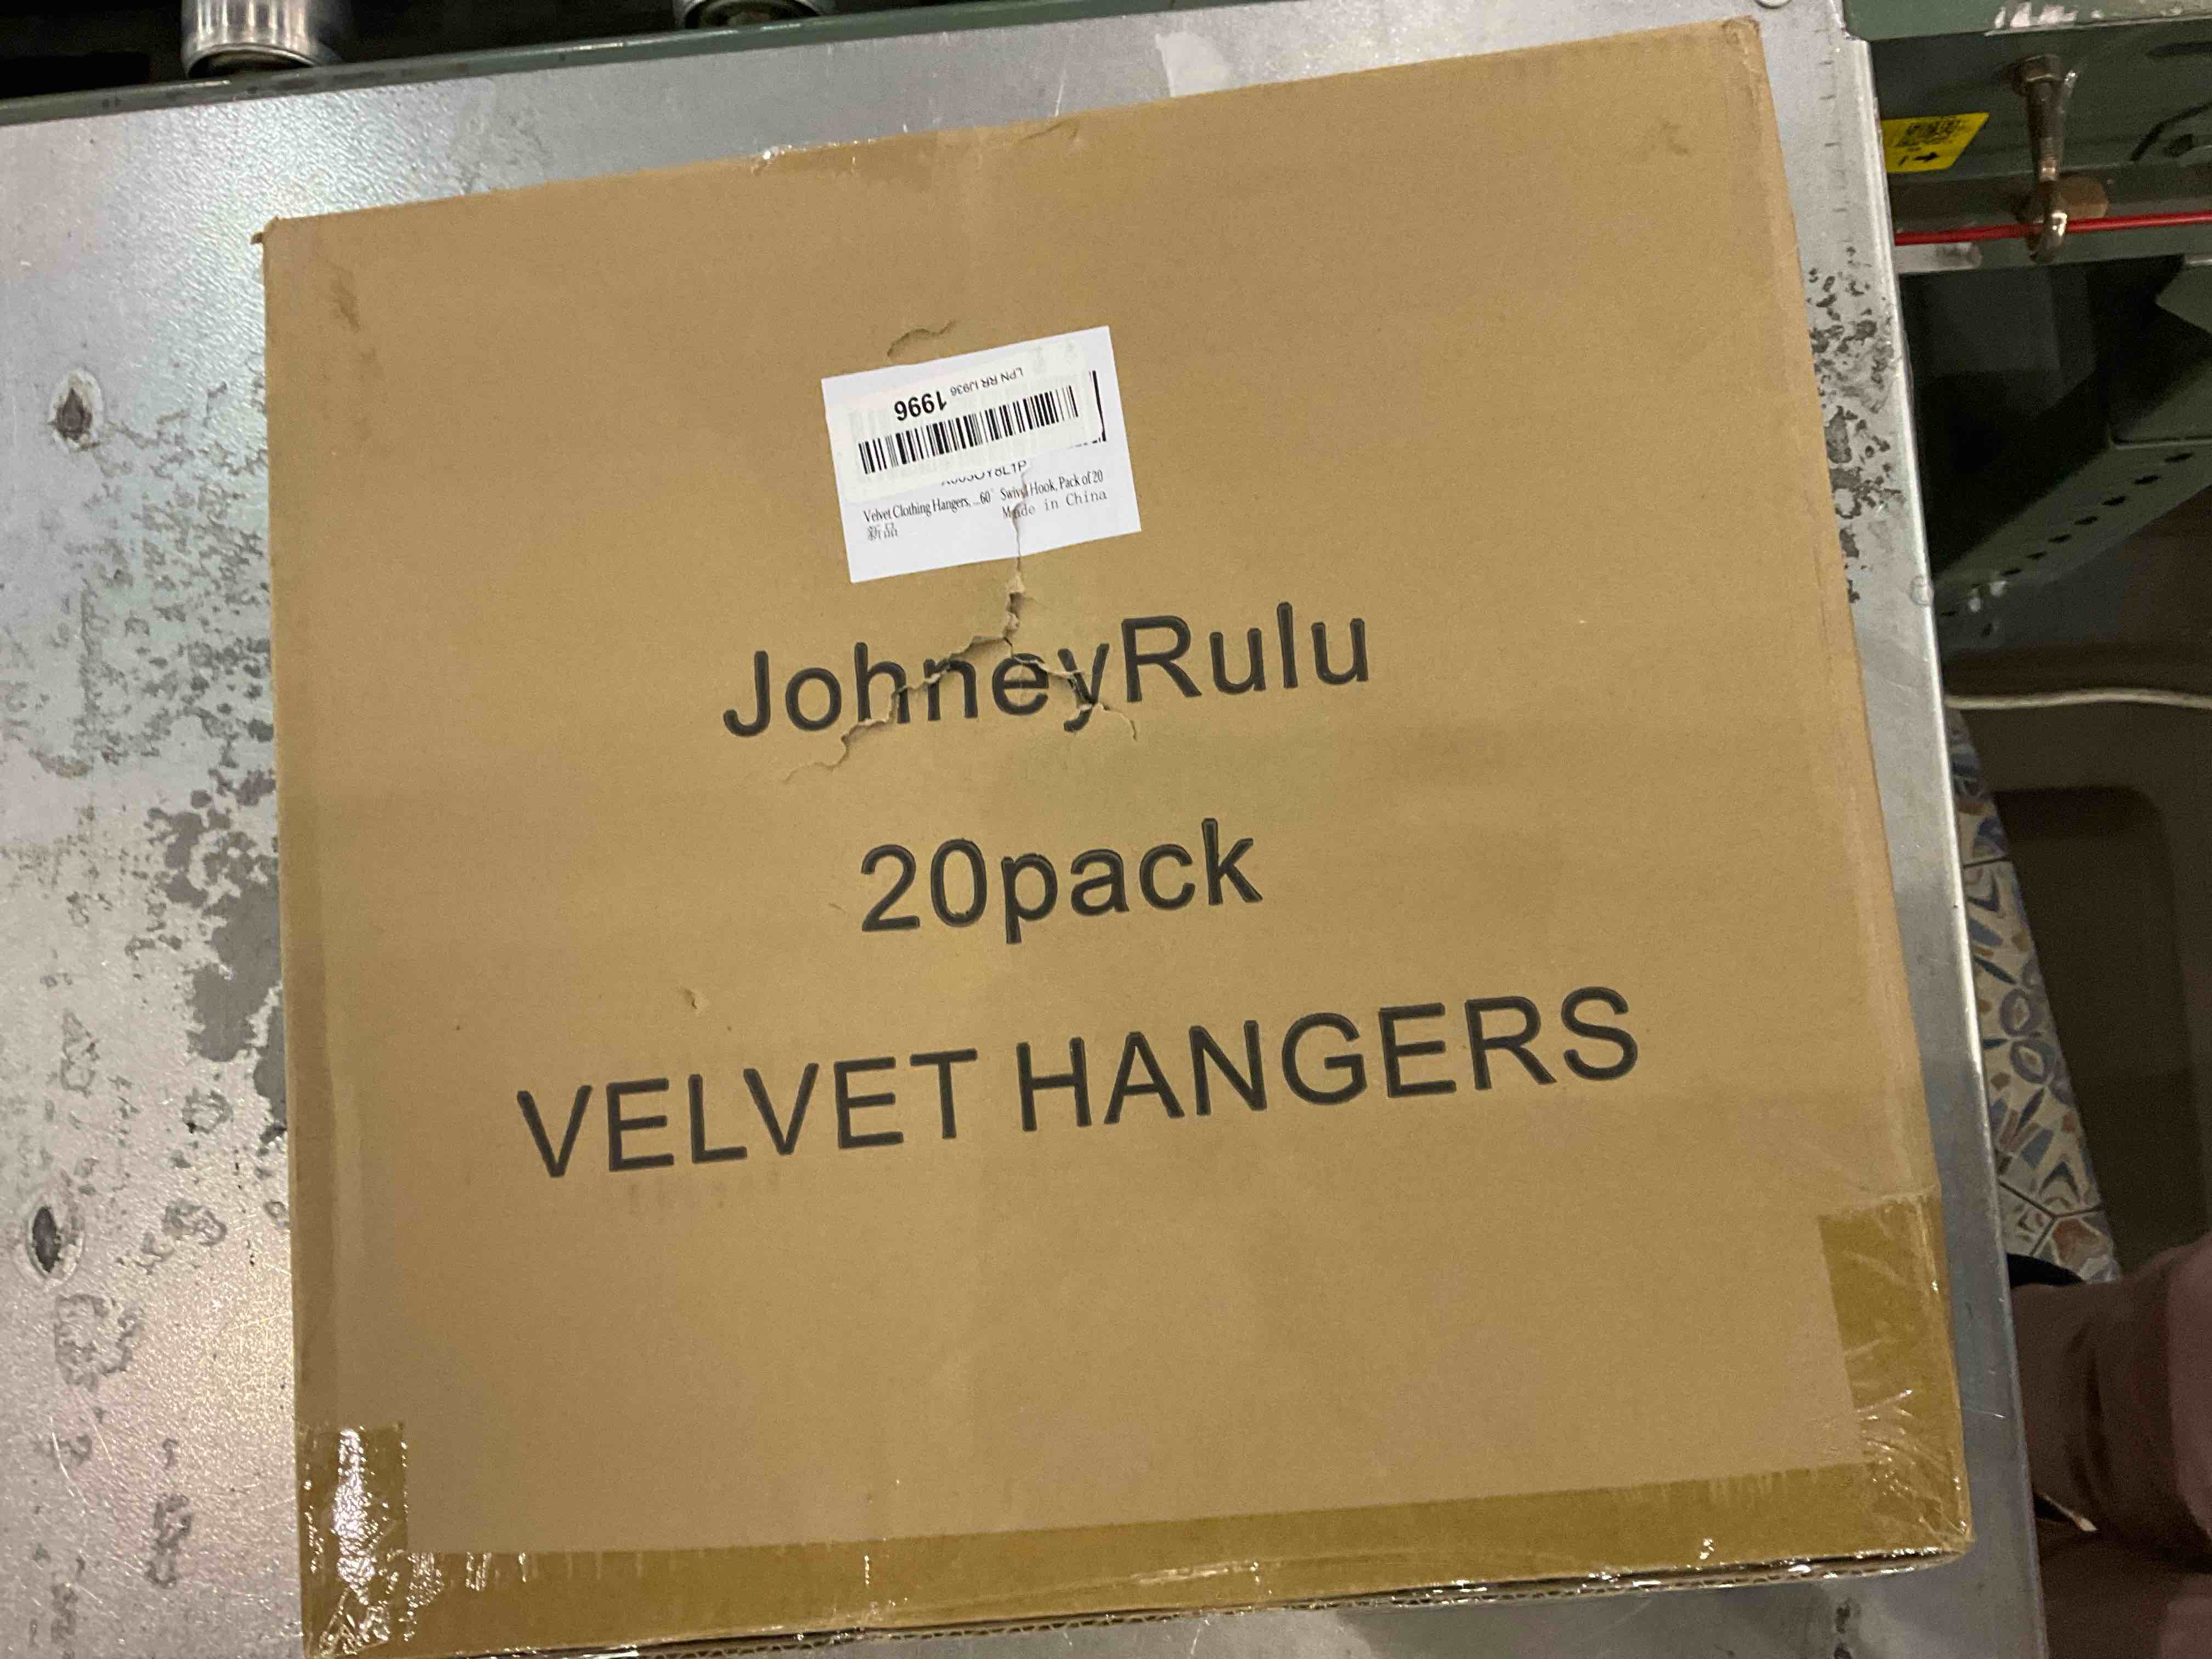 LPN RR IJ936 1996
Velvet Clothing Hangers, ...60° Swivel Hook, Pack of 20
新品 Made in China
JohneyRulu
20pack
VELVET HANGERS